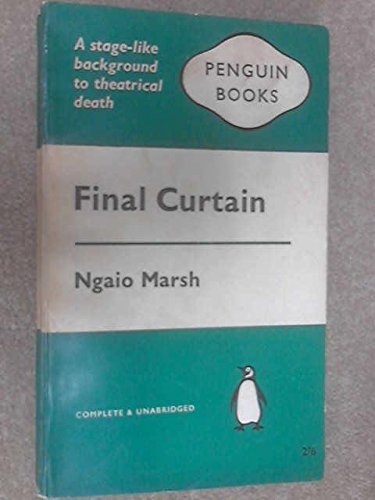 A stage-like
background
to theatrical
death
PENGUIN
BOOKS
Final Curtain
Ngaio Marsh
COMPLETE & UNABRIDGED
2/6